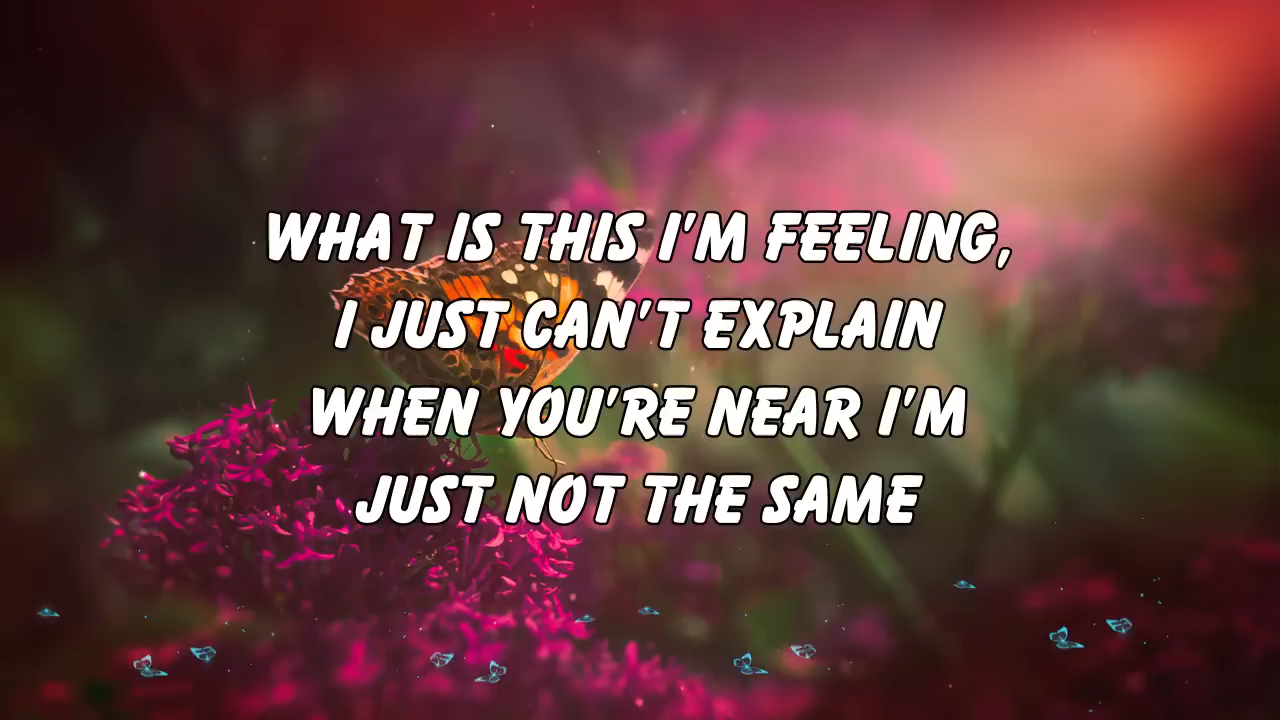 WHAT IS THIS I'M FEELING,
I JUST CAN'T EXPLAIN
WHEN YOU'RE NEAR I'M
JUST NOT THE SAME